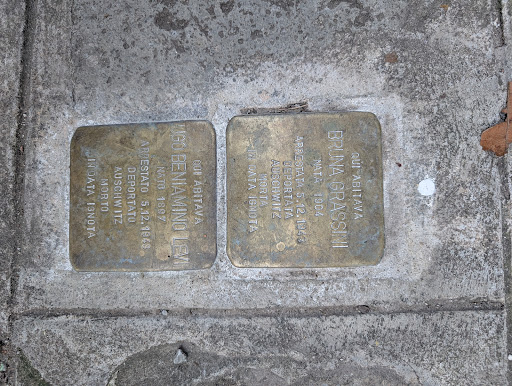 QUI ABITAVA
BRUNA GRASSINI
NATA 1904
ARRESTATA 5.12.1943
DEPORTATA
AUSCHWITZ
MORTA
IN DATA IGNOTA
QUI ABITAVA
BENIAMINO LEVI
NATO
ARRESTATO 5.12.1943
DEPORTATO
AUSCHWITZ
MORTO
IN DATA IGNOTA